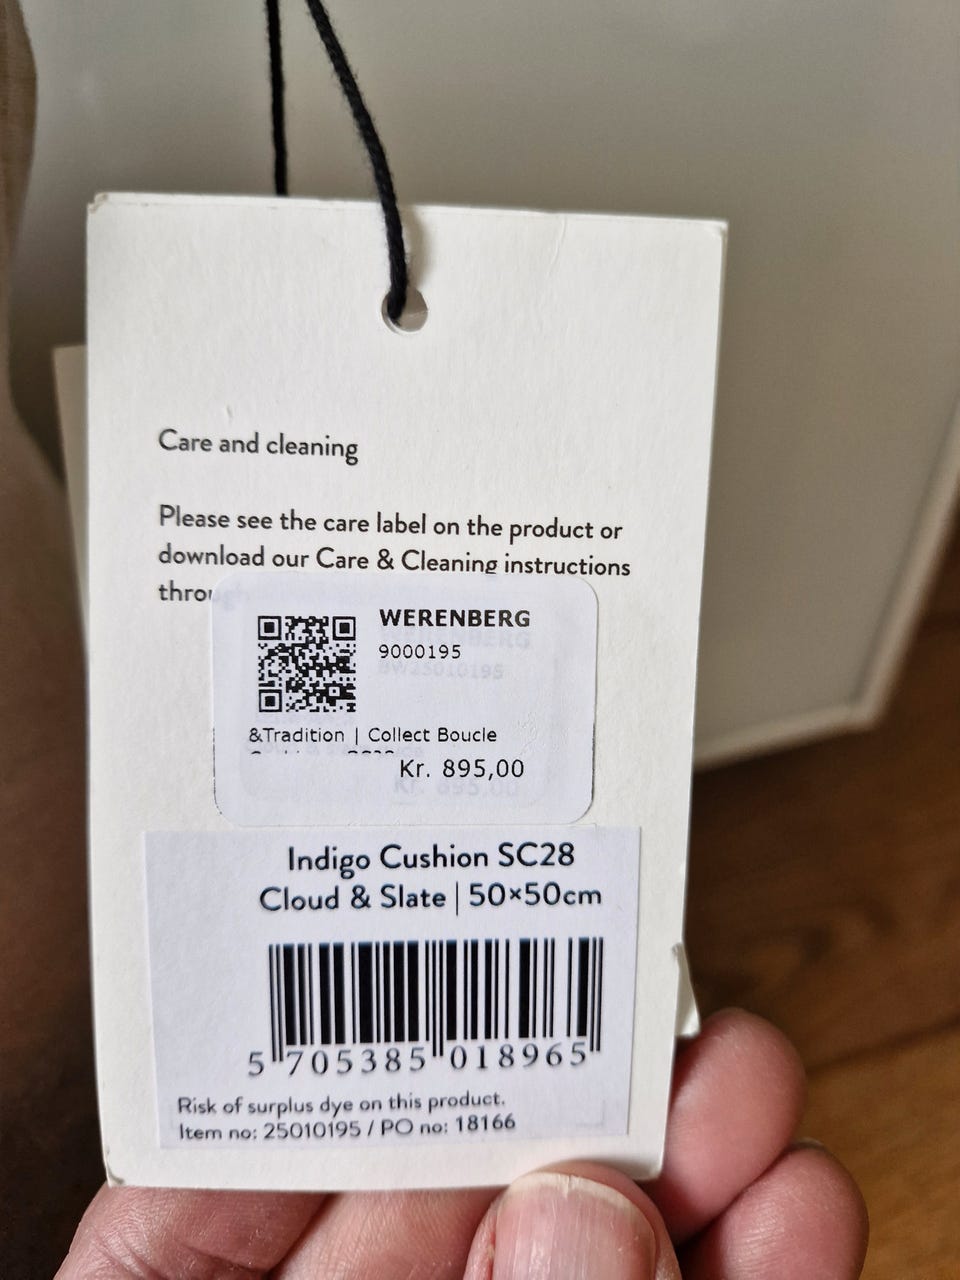 Care and cleaning
Please see the care label on the product or
download our Care & Cleaning instructions
WERENBERG
9000195
&Tradition | Collect Boucle
Kr. 895,00
Indigo Cushion SC28
Cloud & Slate | 50×50cm
5 705385 018965
Risk of surplus dye on this product.
Item no: 25010195 / PO no: 18166